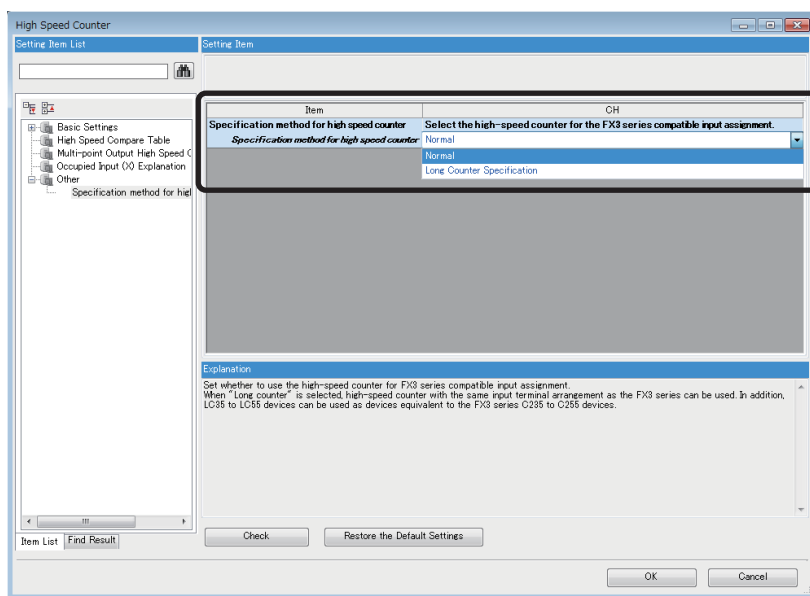 High Speed Counter
Setting Item List
Setting Item
Item
CH
Specification method for high speed counter
Select the high-speed counter for the FX3 series compatible input assignment.
Specification method for high speed counter
Normal
Normal
Long Counter Specification
Basic Settings
High Speed Compare Table
Multi-point Output High Speed C
Occupied Input (X) Explanation
Other
Specification method for hig
Explanation
Set whether to use the high-speed counter for FX3 series compatible input assignment.
When "Long counter" is selected, high-speed counter with the same input terminal arrangement as the FX3 series can be used. In addition,
LC35 to LC55 devices can be used as devices equivalent to the FX3 series C235 to C255 devices.
Item List
Find Result
Check
Restore the Default Settings
OK
Cancel